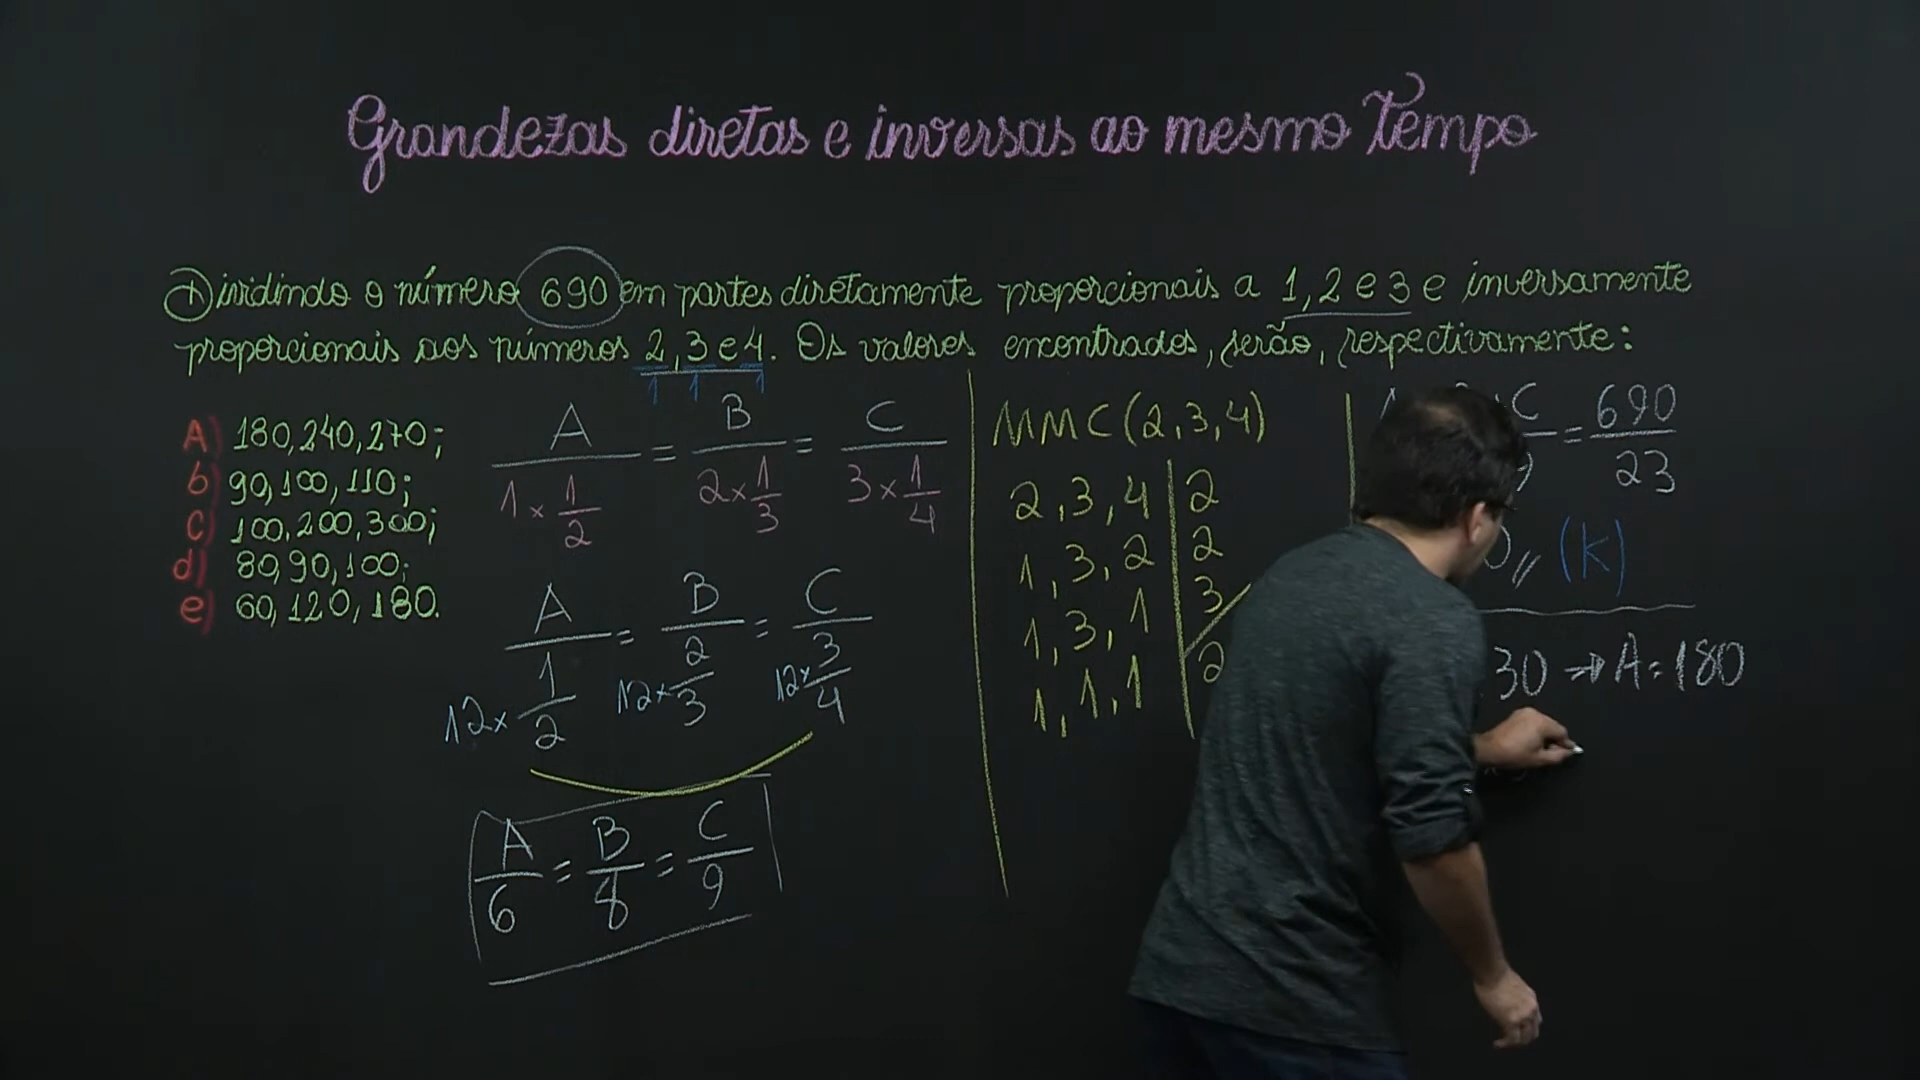 Grandezas diretas e inversas ao mesmo Tempo
Dividindo o número 690 em partes diretamente proporcionais a 1, 2 e 3 e inversamente
proporcionais aos números 2, 3 e 4. Os valores encontrados, serão, respectivamente:
1 1 1
A) 180, 240, 270;
b) 90, 100, 110;
c) 100, 200, 300;
d) 80, 90, 100;
e) 60, 120, 180.
A = B = C
1 × 1/2 2 × 1/3 3 × 1/4
A = B = C
12 × 1/2 12 × 2/3 12 × 3/4
A/6 = B/8 = C/9
MMC (2, 3, 4)
2, 3, 4 | 2
1, 3, 2 | 2
1, 3, 1 | 3
1, 1, 1
C = 690
23
(K)
30 → A = 180